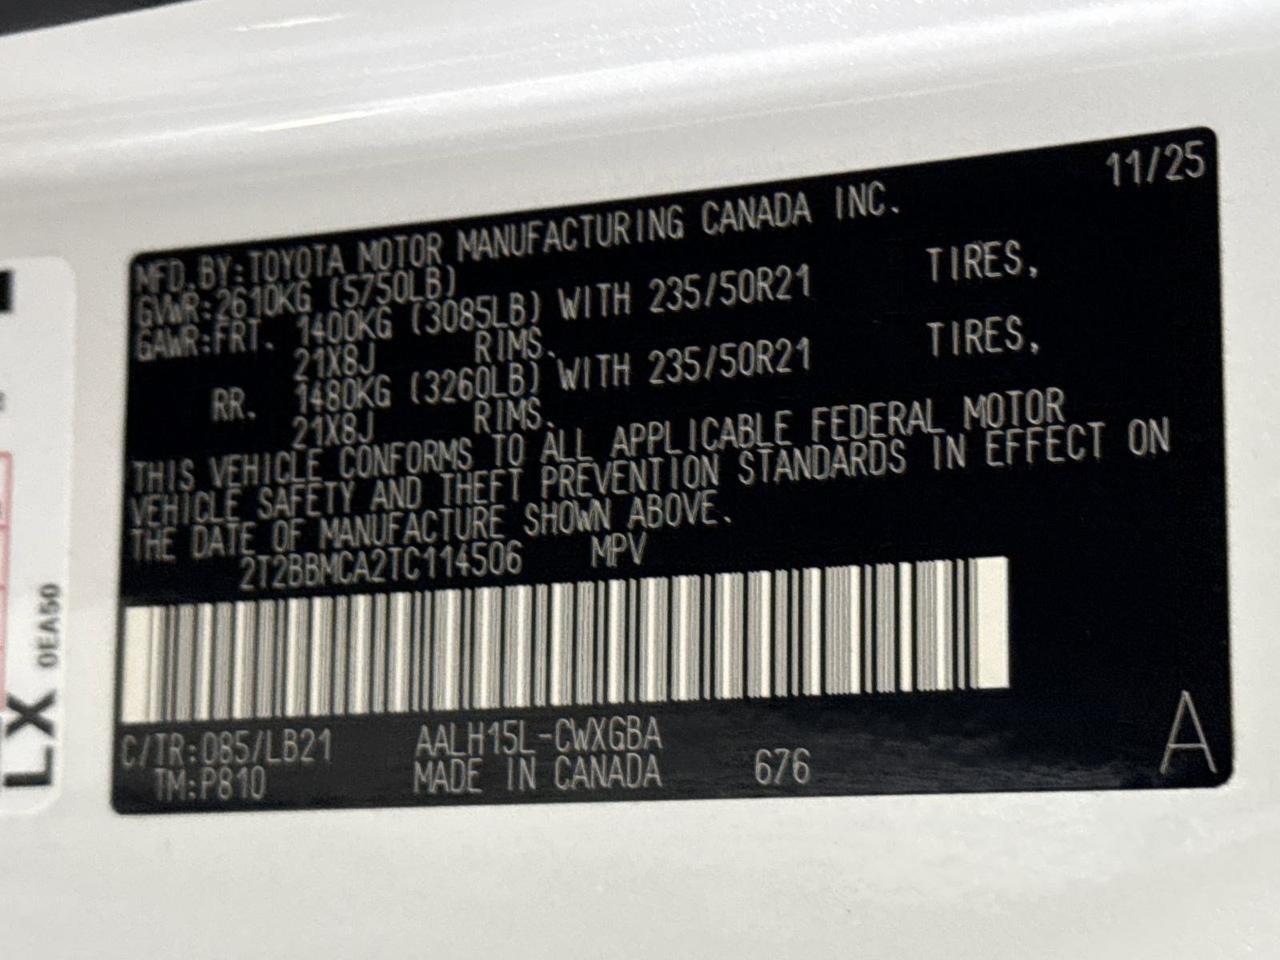 11/25
MFD.BY:TOYOTA MOTOR MANUFACTURING CANADA INC.
GVWR:2610KG (5750LB)
GAWR:FRT. 1400KG (3085LB) WITH 235/50R21 TIRES,
21X8J RIMS.
RR. 1480KG (3260LB) WITH 235/50R21 TIRES,
21X8J RIMS.
THIS VEHICLE CONFORMS TO ALL APPLICABLE FEDERAL MOTOR
VEHICLE SAFETY AND THEFT PREVENTION STANDARDS IN EFFECT ON
THE DATE OF MANUFACTURE SHOWN ABOVE.
2T2BBMCA2TC114506 MPV
C/TR:085/LB21 AALH15L-CWXGBA
TM:P810 MADE IN CANADA 676
A
LX 0EA50